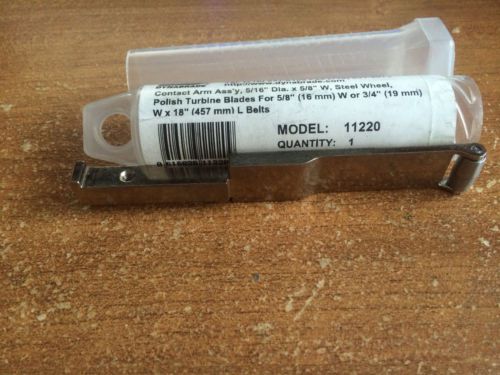 DYNABRADE http://www.dynabrade.com
Contact Arm Ass'y, 5/16" Dia. x 5/8" W, Steel Wheel,
Polish Turbine Blades For 5/8" (16 mm) W or 3/4" (19 mm)
W x 18" (457 mm) L Belts
MODEL: 11220
QUANTITY: 1